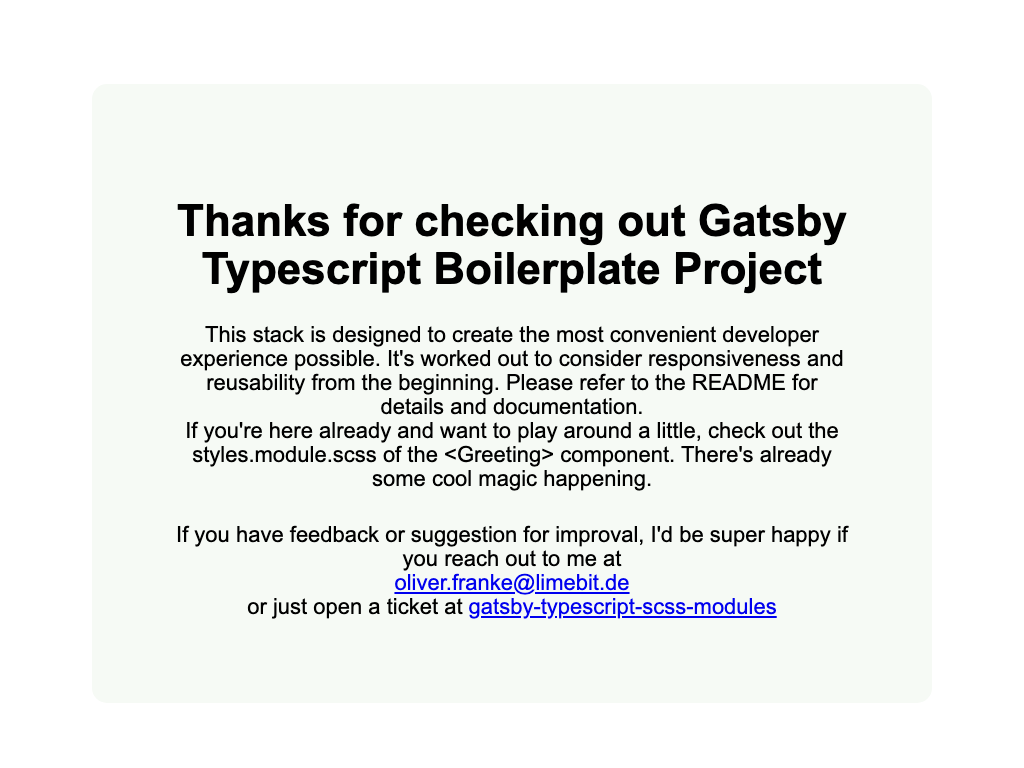 Thanks for checking out Gatsby
Typescript Boilerplate Project
This stack is designed to create the most convenient developer
experience possible. It's worked out to consider responsiveness and
reusability from the beginning. Please refer to the README for
details and documentation.
If you're here already and want to play around a little, check out the
styles.module.scss of the <Greeting> component. There's already
some cool magic happening.
If you have feedback or suggestion for improval, I'd be super happy if
you reach out to me at
oliver.franke@limebit.de
or just open a ticket at gatsby-typescript-scss-modules